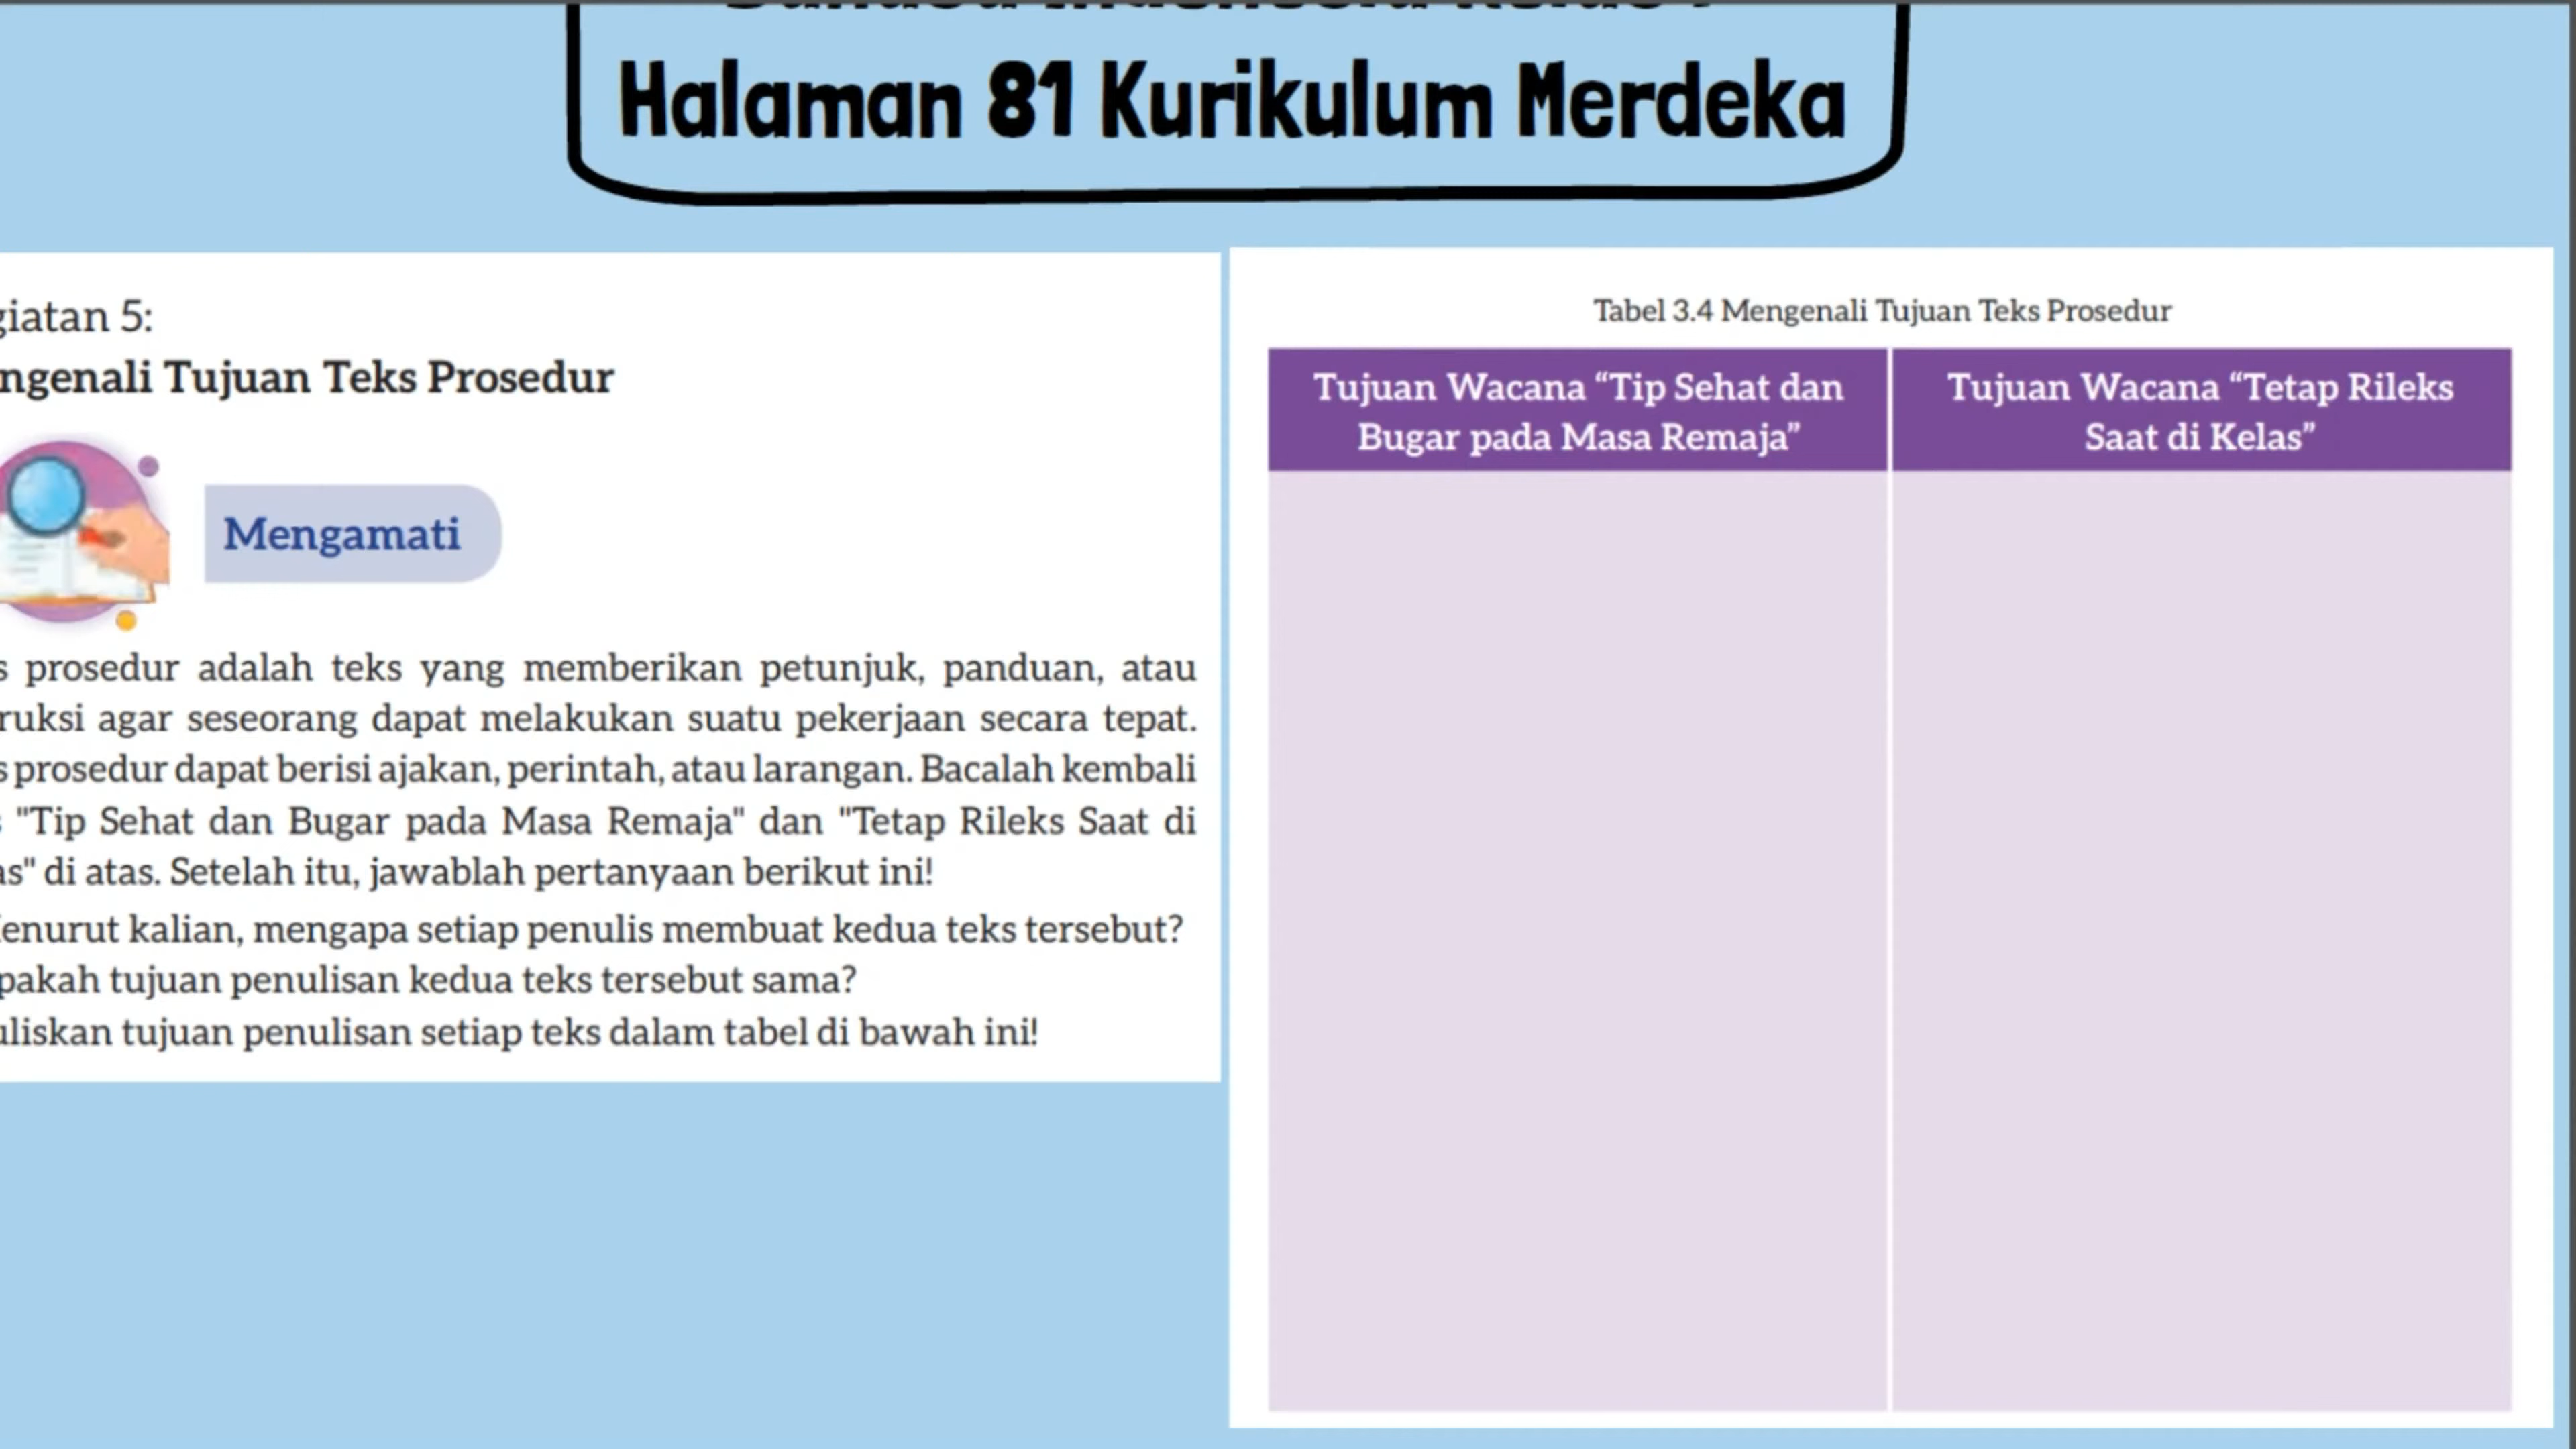 Halaman 81 Kurikulum Merdeka
giatan 5:
ngenali Tujuan Teks Prosedur
Mengamati
s prosedur adalah teks yang memberikan petunjuk, panduan, atau
ruksi agar seseorang dapat melakukan suatu pekerjaan secara tepat.
s prosedur dapat berisi ajakan, perintah, atau larangan. Bacalah kembali
"Tip Sehat dan Bugar pada Masa Remaja" dan "Tetap Rileks Saat di
as" di atas. Setelah itu, jawablah pertanyaan berikut ini!
enurut kalian, mengapa setiap penulis membuat kedua teks tersebut?
pakah tujuan penulisan kedua teks tersebut sama?
uliskan tujuan penulisan setiap teks dalam tabel di bawah ini!
Tabel 3.4 Mengenali Tujuan Teks Prosedur
Tujuan Wacana “Tip Sehat dan
Bugar pada Masa Remaja”
Tujuan Wacana “Tetap Rileks
Saat di Kelas”